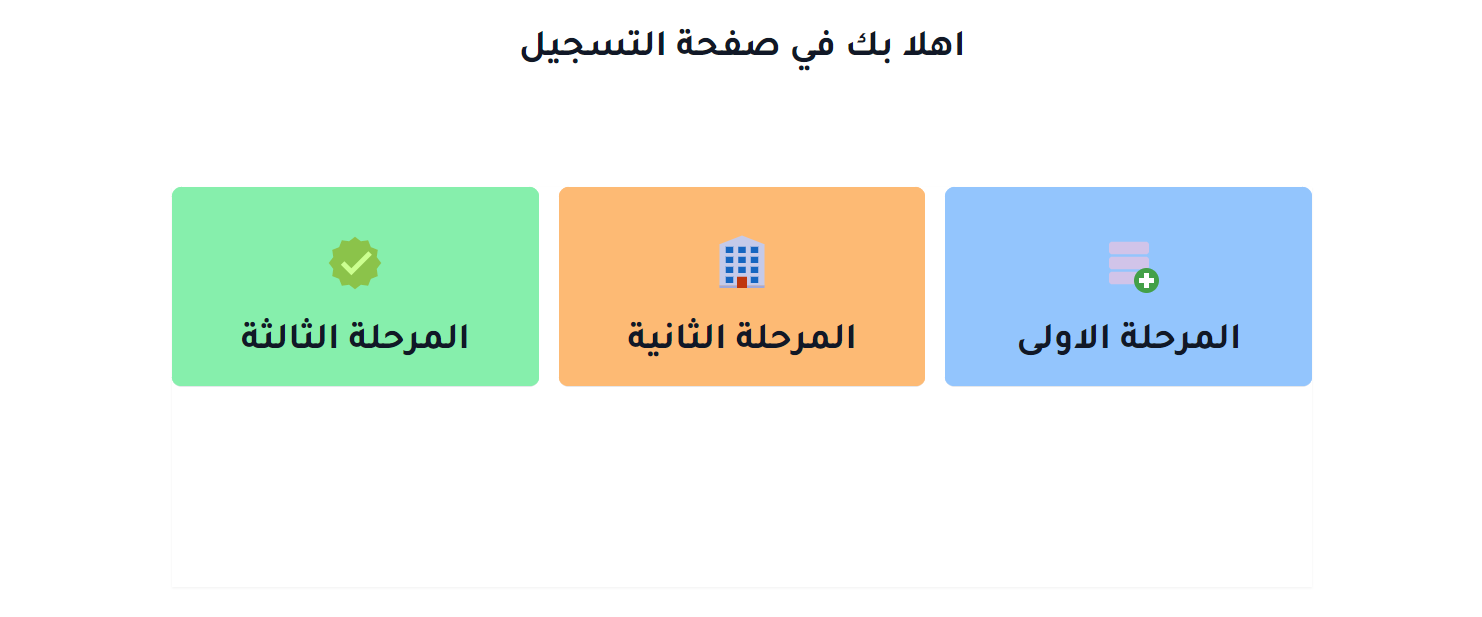 اهلا بك في صفحة التسجيل
المرحلة الاولى
المرحلة الثانية
المرحلة الثالثة